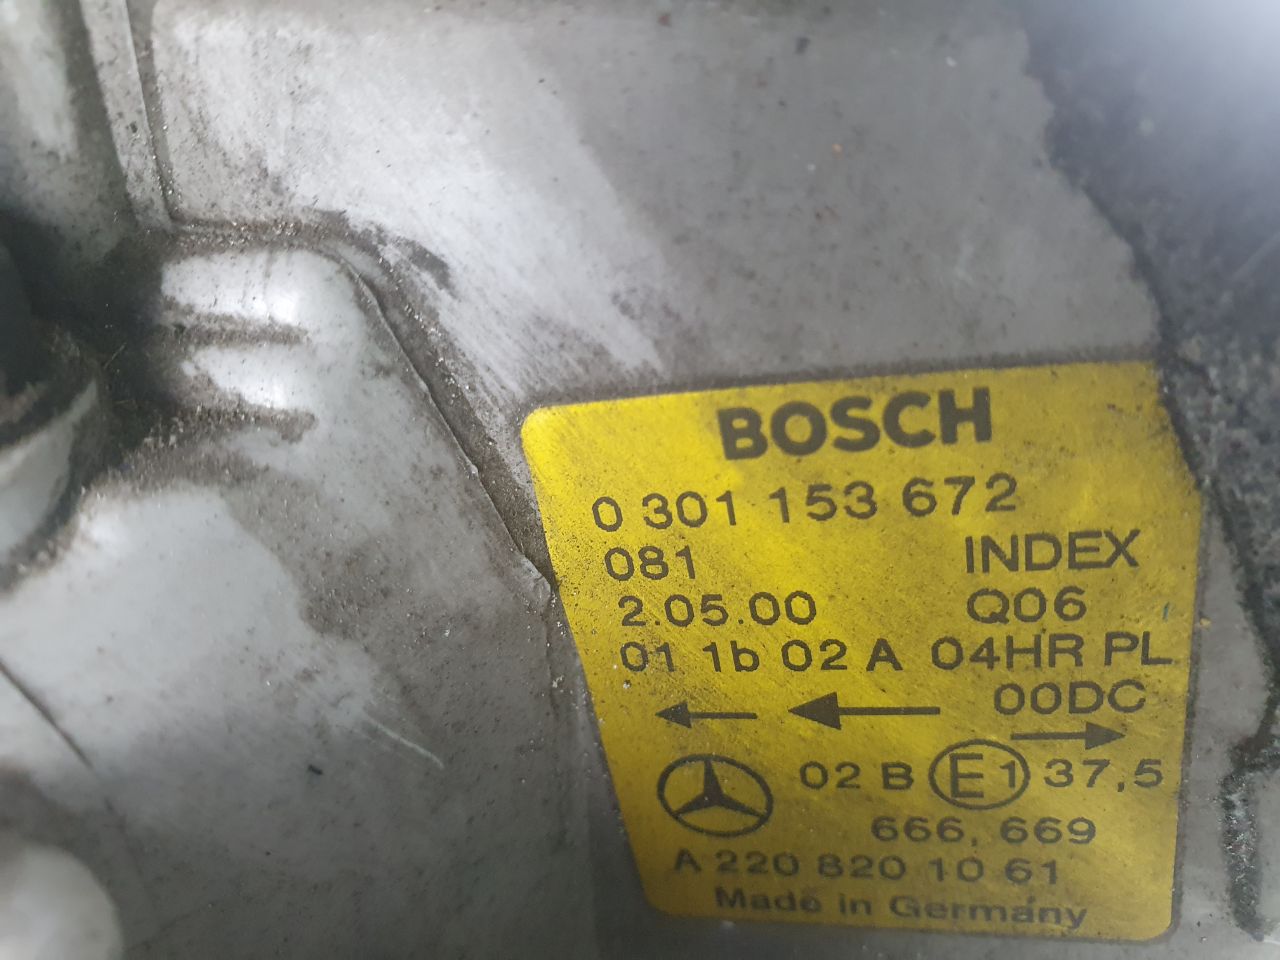 BOSCH
0 301 153 672
081 INDEX
2.05.00 Q06
01 1b 02 A 04HR PL
00DC
02 B E1 37,5
666, 669
A 220 820 10 61
Made in Germany